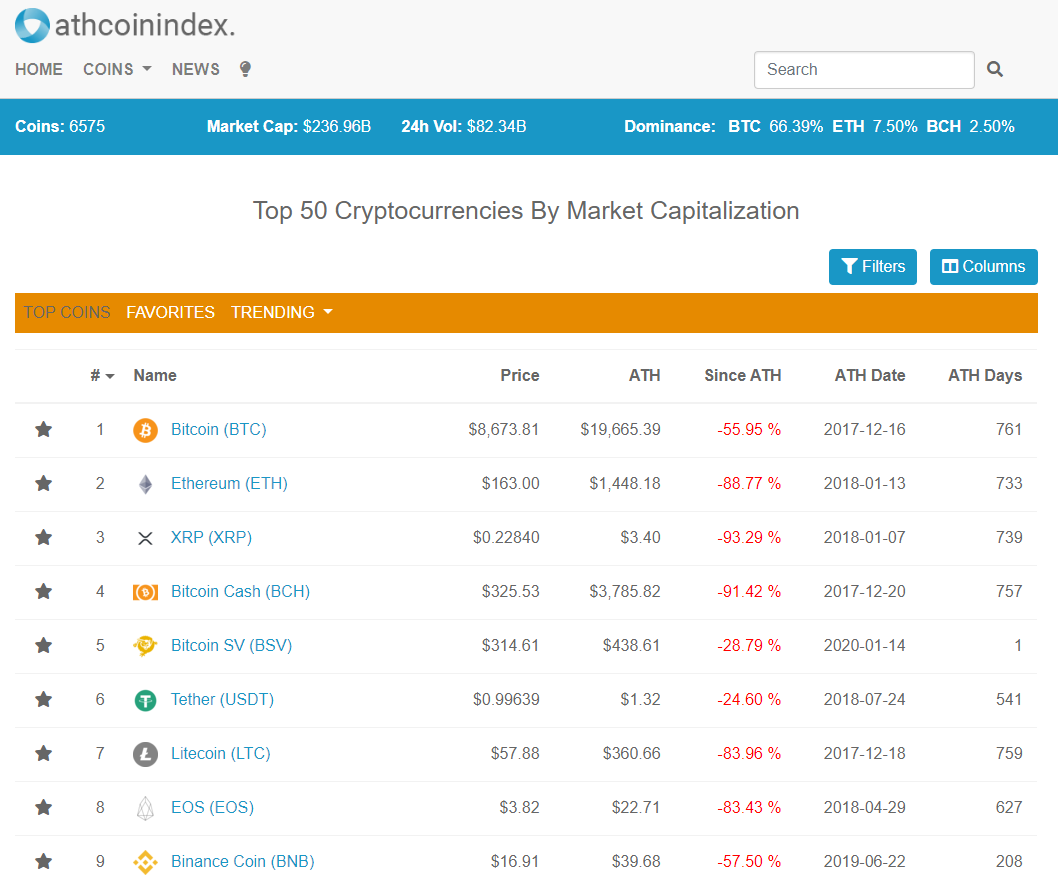 athcoinindex.
HOME COINS NEWS Search
Coins: 6575 Market Cap: $236.96B 24h Vol: $82.34B Dominance: BTC 66.39% ETH 7.50% BCH 2.50%
Top 50 Cryptocurrencies By Market Capitalization
Filters Columns
TOP COINS FAVORITES TRENDING
# Name Price ATH Since ATH ATH Date ATH Days
1 Bitcoin (BTC) $8,673.81 $19,665.39 -55.95 % 2017-12-16 761
2 Ethereum (ETH) $163.00 $1,448.18 -88.77 % 2018-01-13 733
3 XRP (XRP) $0.22840 $3.40 -93.29 % 2018-01-07 739
4 Bitcoin Cash (BCH) $325.53 $3,785.82 -91.42 % 2017-12-20 757
5 Bitcoin SV (BSV) $314.61 $438.61 -28.79 % 2020-01-14 1
6 Tether (USDT) $0.99639 $1.32 -24.60 % 2018-07-24 541
7 Litecoin (LTC) $57.88 $360.66 -83.96 % 2017-12-18 759
8 EOS (EOS) $3.82 $22.71 -83.43 % 2018-04-29 627
9 Binance Coin (BNB) $16.91 $39.68 -57.50 % 2019-06-22 208